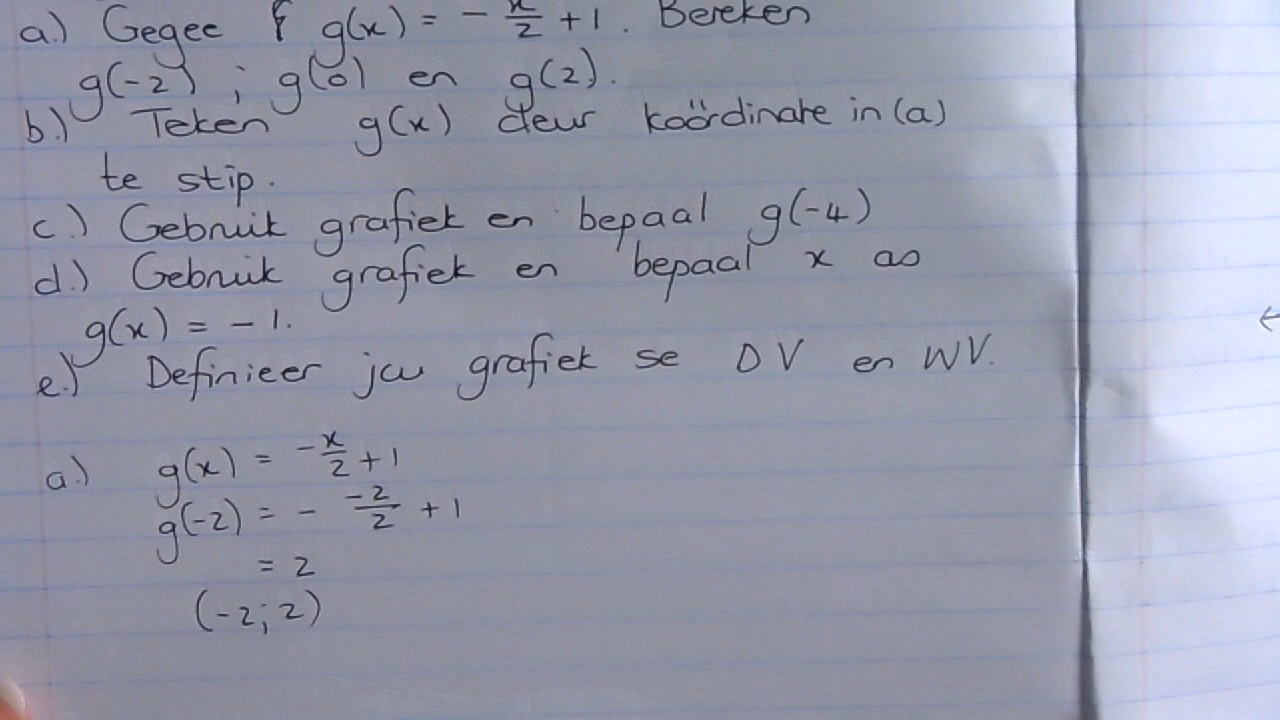 a.) Gegee g(x) = - x/2 + 1. Bereken
g(-2) ; g(0) en g(2).
b.) Teken g(x) deur koördinate in (a)
te stip.
c.) Gebruik grafiek en bepaal g(-4)
d.) Gebruik grafiek en bepaal x as
g(x) = -1.
e.) Definieer jou grafiek se DV en WV.
a.) g(x) = -x/2 + 1
g(-2) = - -2/2 + 1
= 2
(-2; 2)